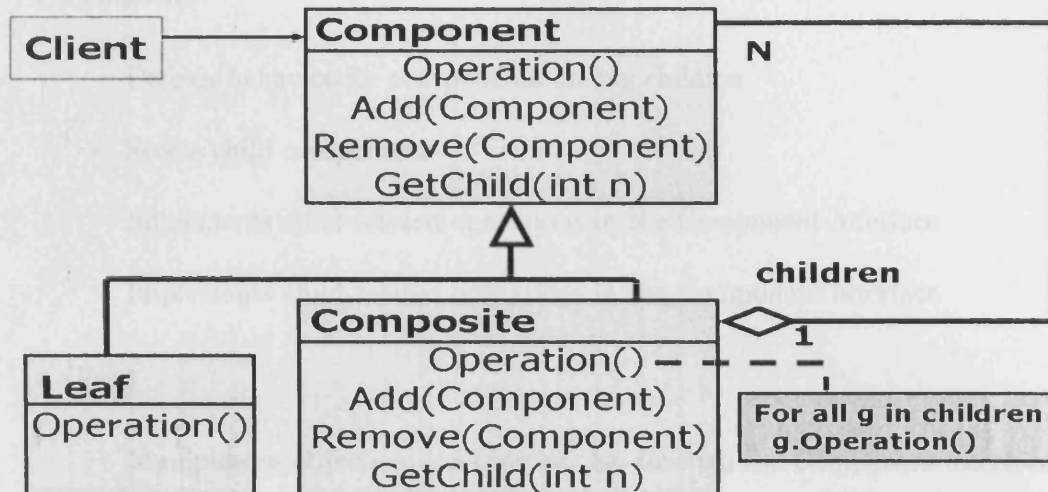 Client
Component
Operation()
Add(Component)
Remove(Component)
GetChild(int n)
N
children
1
Composite
Operation()
Add(Component)
Remove(Component)
GetChild(int n)
Leaf
Operation()
For all g in children
g.Operation()